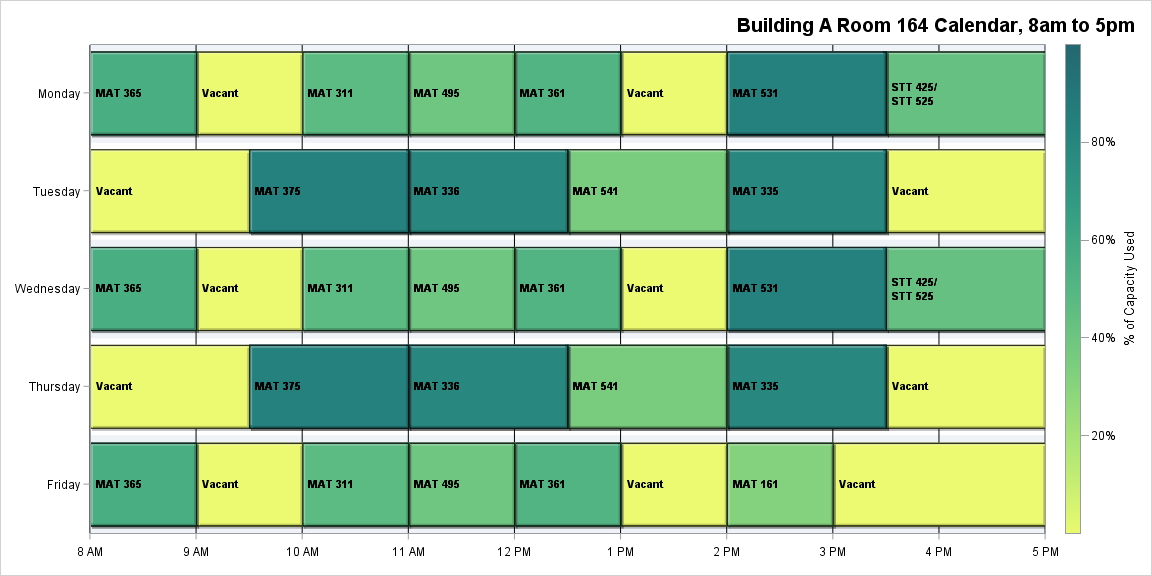 Building A Room 164 Calendar, 8am to 5pm
Monday
MAT 365
Vacant
MAT 311
MAT 495
MAT 361
Vacant
MAT 531
STT 425/
STT 525
Tuesday
Vacant
MAT 375
MAT 336
MAT 541
MAT 335
Vacant
Wednesday
MAT 365
Vacant
MAT 311
MAT 495
MAT 361
Vacant
MAT 531
STT 425/
STT 525
Thursday
Vacant
MAT 375
MAT 336
MAT 541
MAT 335
Vacant
Friday
MAT 365
Vacant
MAT 311
MAT 495
MAT 361
Vacant
MAT 161
Vacant
8 AM
9 AM
10 AM
11 AM
12 PM
1 PM
2 PM
3 PM
4 PM
5 PM
80%
60%
40%
20%
% of Capacity Used